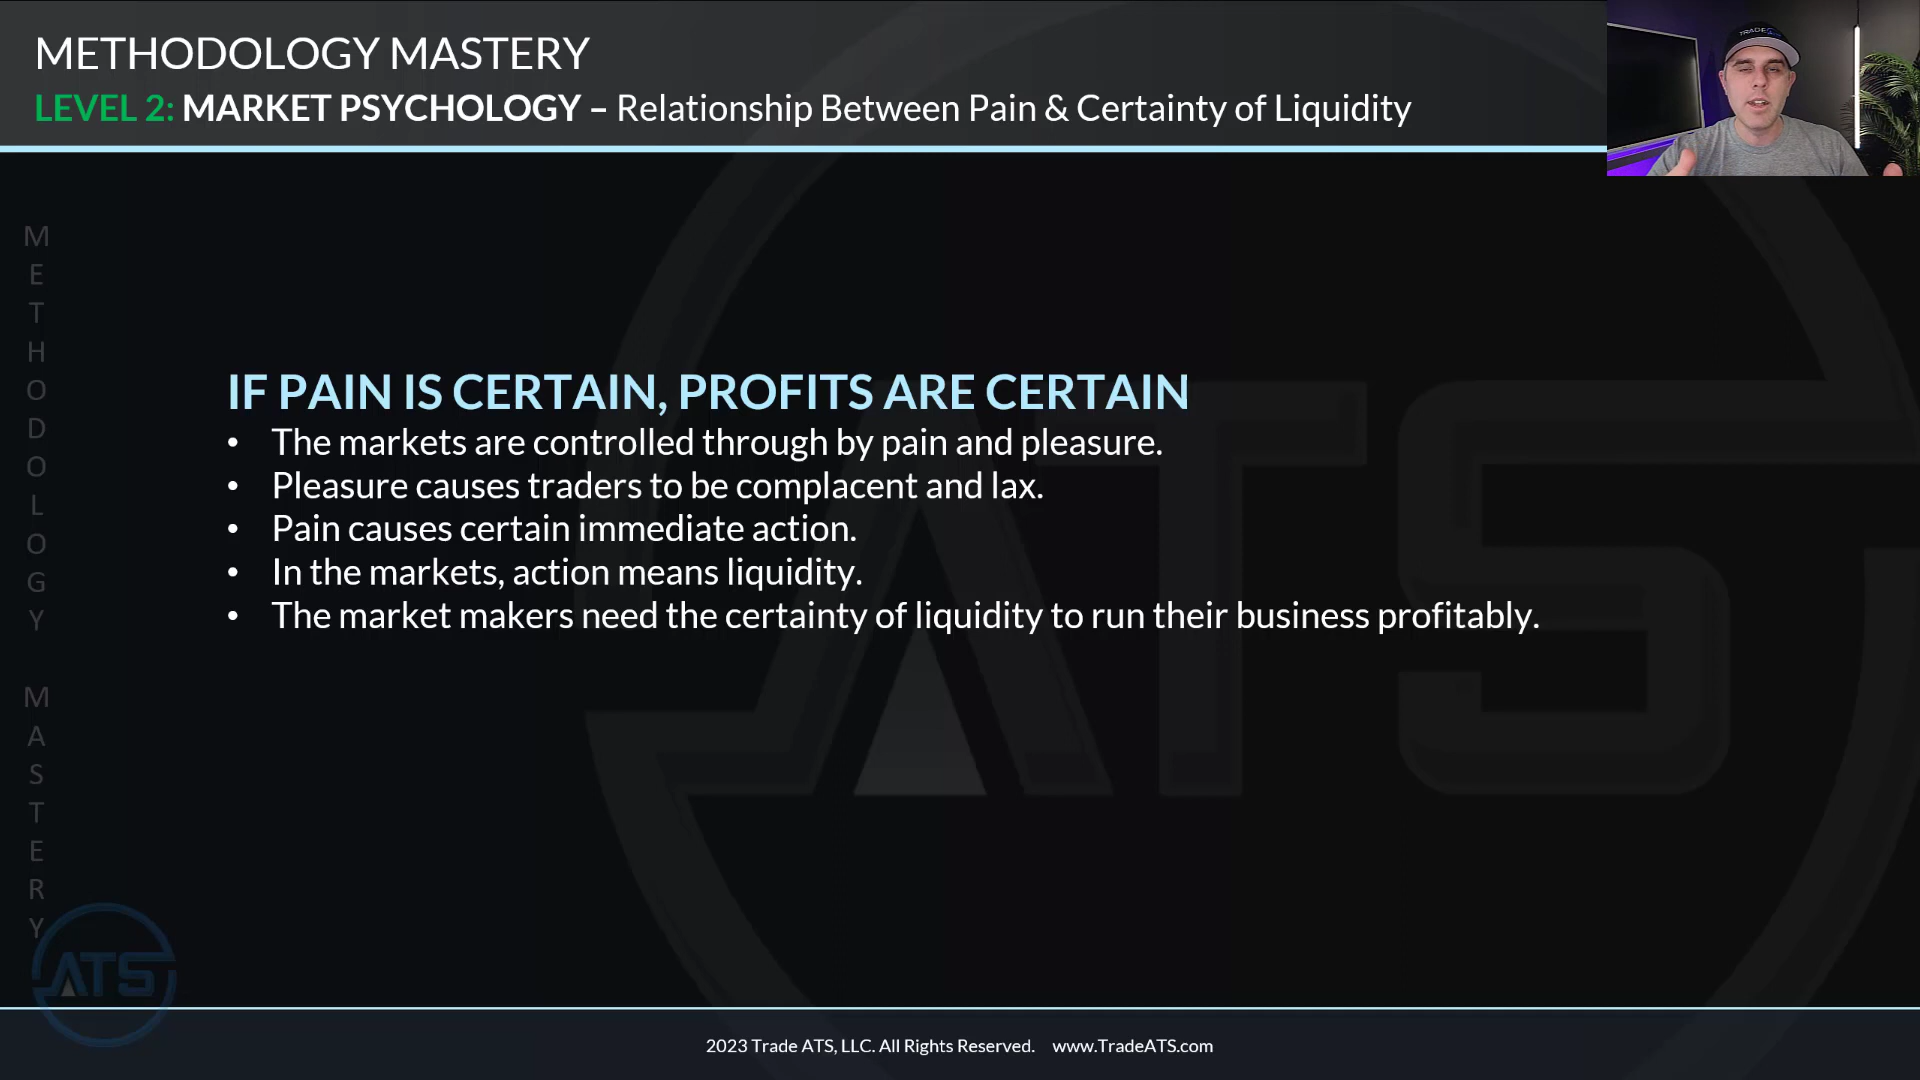 METHODOLOGY MASTERY
LEVEL 2: MARKET PSYCHOLOGY – Relationship Between Pain & Certainty of Liquidity
TRADE
METHODOLOGY MASTERY
IF PAIN IS CERTAIN, PROFITS ARE CERTAIN
• The markets are controlled through by pain and pleasure.
• Pleasure causes traders to be complacent and lax.
• Pain causes certain immediate action.
• In the markets, action means liquidity.
• The market makers need the certainty of liquidity to run their business profitably.
ATS
ATS
2023 Trade ATS, LLC. All Rights Reserved. www.TradeATS.com